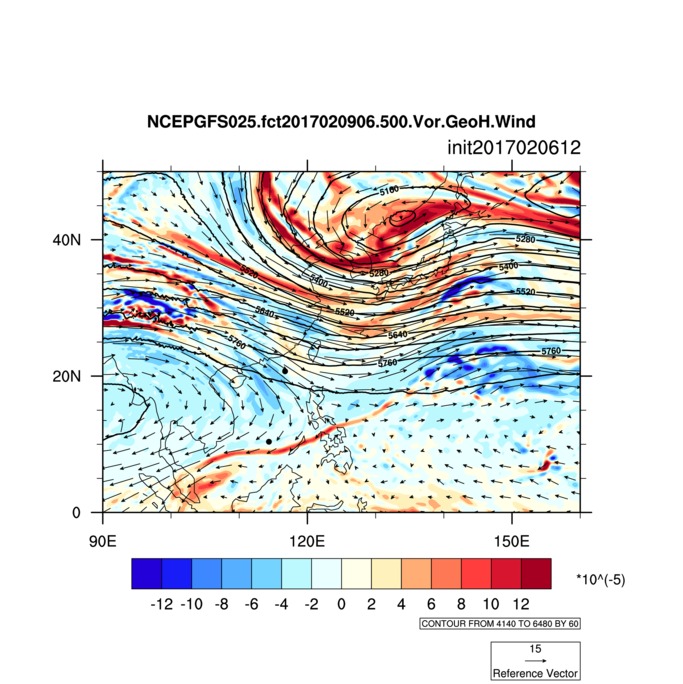 NCEPGFS025.fct2017020906.500.Vor.GeoH.Wind
init2017020612
5160
40N
5280
5520
5280
5400
5400
5520
5640
5520
5640
5760
5760
5760
20N
0
90E 120E 150E
*10^(-5)
-12 -10 -8 -6 -4 -2 0 2 4 6 8 10 12
CONTOUR FROM 4140 TO 6480 BY 60
15
Reference Vector